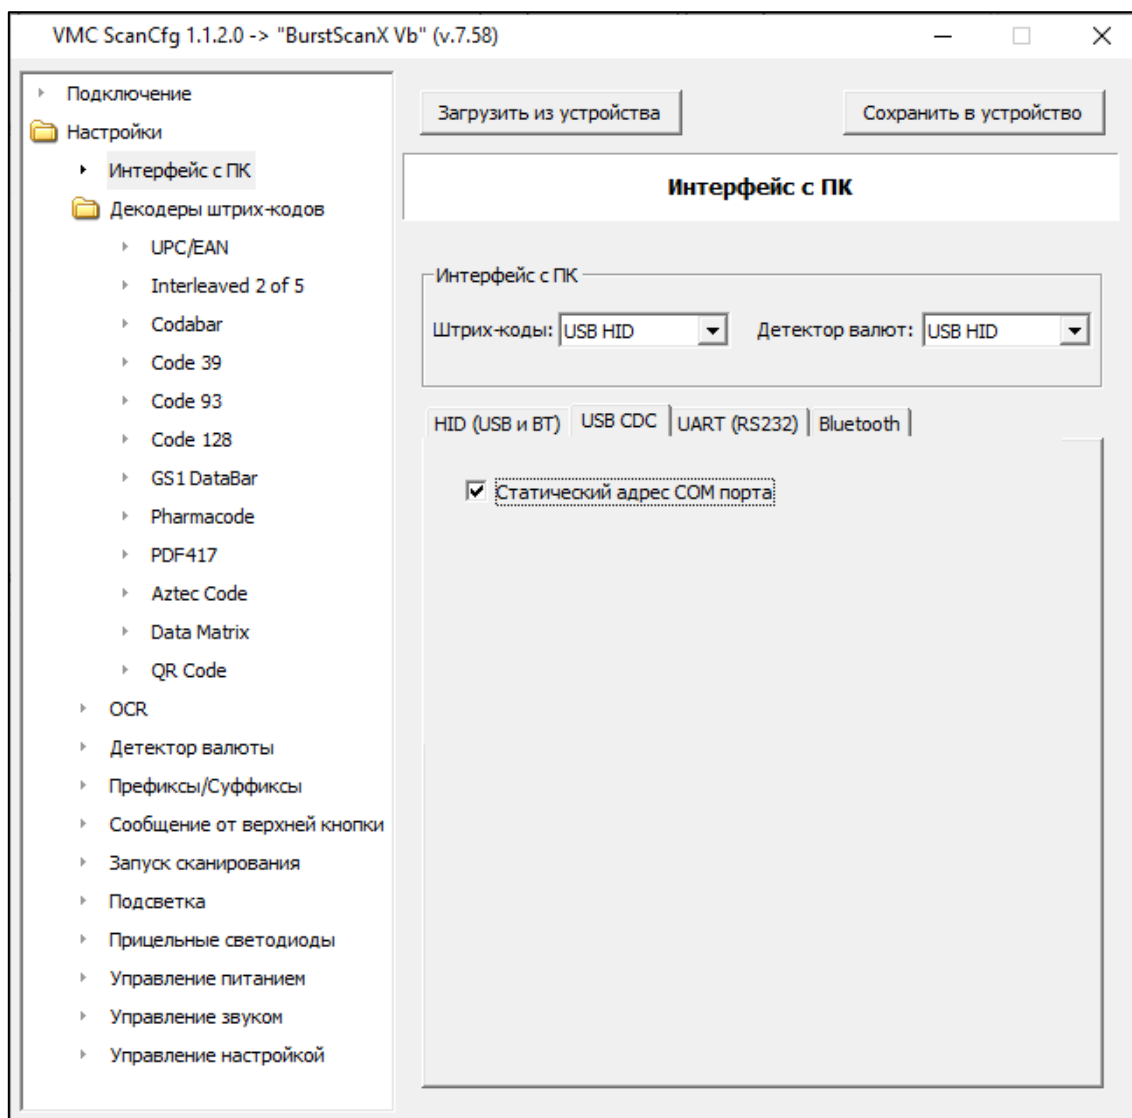 VMC ScanCfg 1.1.2.0 -> "BurstScanX Vb" (v.7.58)
Подключение
Настройки
Интерфейс с ПК
Декодеры штрих-кодов
UPC/EAN
Interleaved 2 of 5
Codabar
Code 39
Code 93
Code 128
GS1 DataBar
Pharmacode
PDF417
Aztec Code
Data Matrix
QR Code
OCR
Детектор валюты
Префиксы/Суффиксы
Сообщение от верхней кнопки
Запуск сканирования
Подсветка
Прицельные светодиоды
Управление питанием
Управление звуком
Управление настройкой
Загрузить из устройства
Сохранить в устройство
Интерфейс с ПК
Интерфейс с ПК
Штрих-коды: USB HID Детектор валют: USB HID
HID (USB и BT) USB CDC UART (RS232) Bluetooth
Статический адрес COM порта